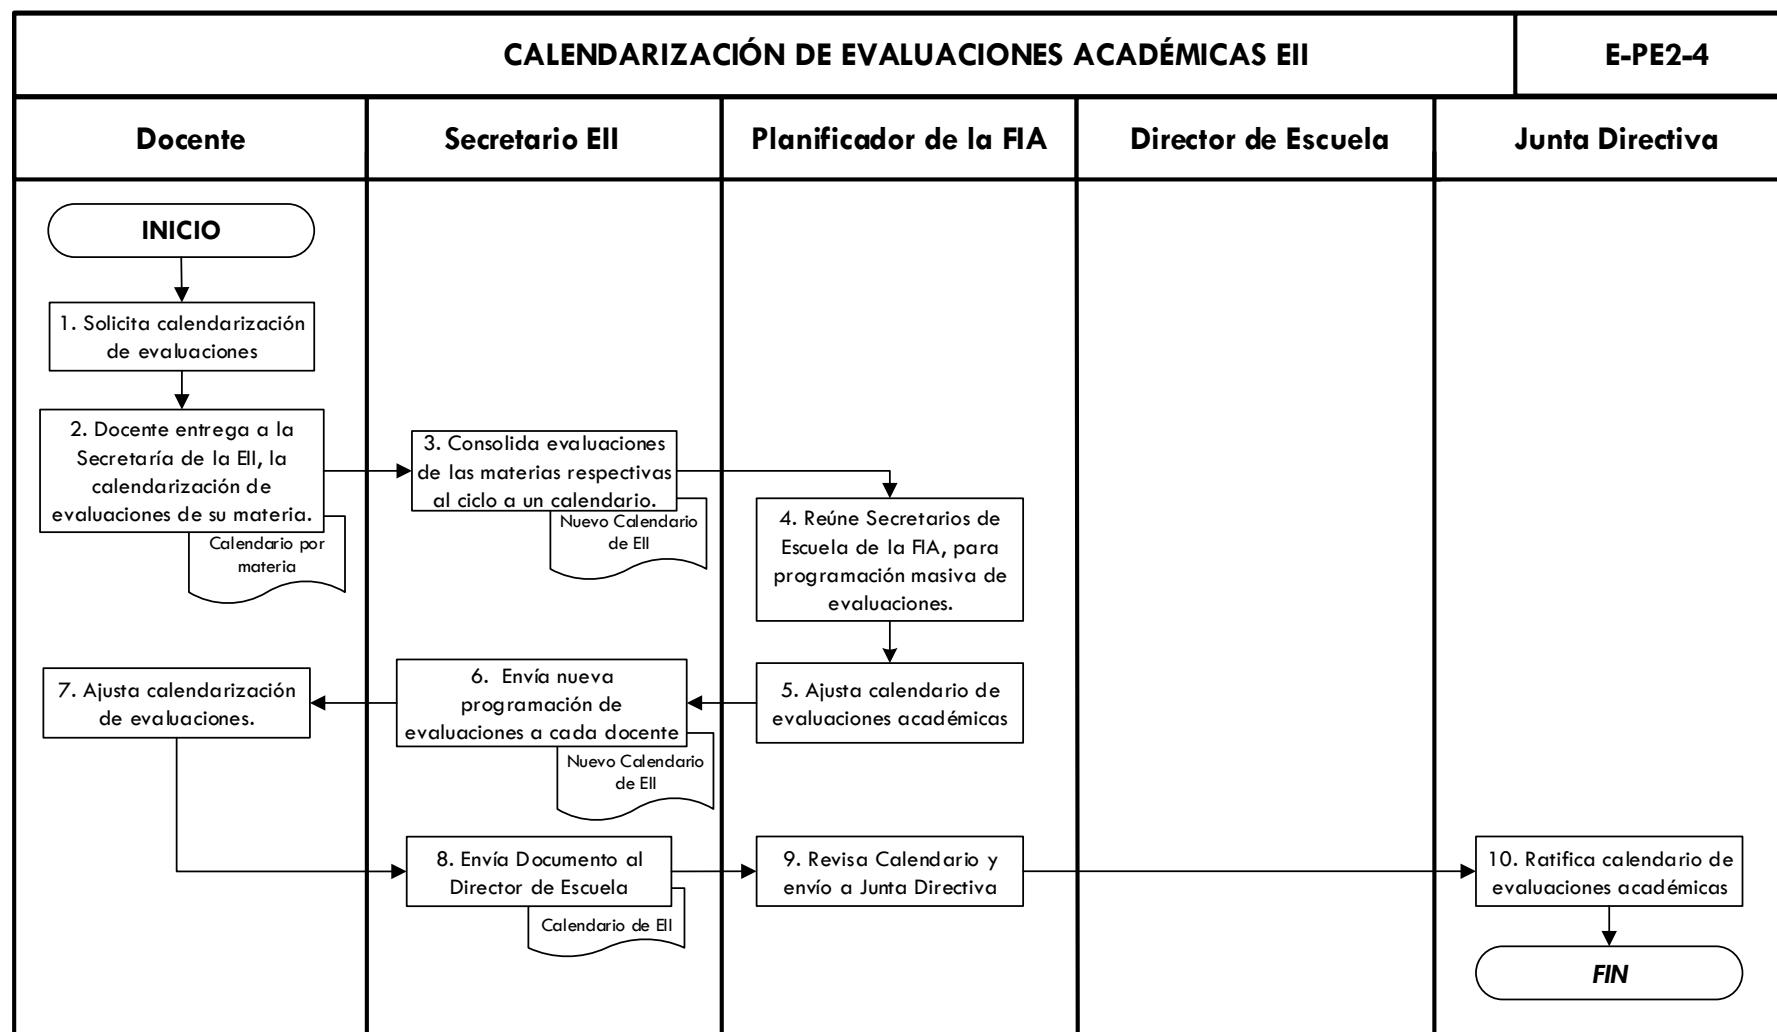 CALENDARIZACIÓN DE EVALUACIONES ACADÉMICAS EII
E-PE2-4
Docente
Secretario EII
Planificador de la FIA
Director de Escuela
Junta Directiva
INICIO
1. Solicita calendarización
de evaluaciones
2. Docente entrega a la
Secretaría de la EII, la
calendarización de
evaluaciones de su materia.
Calendario por
materia
3. Consolida evaluaciones
de las materias respectivas
al ciclo a un calendario.
Nuevo Calendario
de EII
4. Reúne Secretarios de
Escuela de la FIA, para
programación masiva de
evaluaciones.
5. Ajusta calendario de
evaluaciones académicas
6. Envía nueva
programación de
evaluaciones a cada docente
Nuevo Calendario
de EII
7. Ajusta calendarización
de evaluaciones.
8. Envía Documento al
Director de Escuela
Calendario de EII
9. Revisa Calendario y
envío a Junta Directiva
10. Ratifica calendario de
evaluaciones académicas
FIN